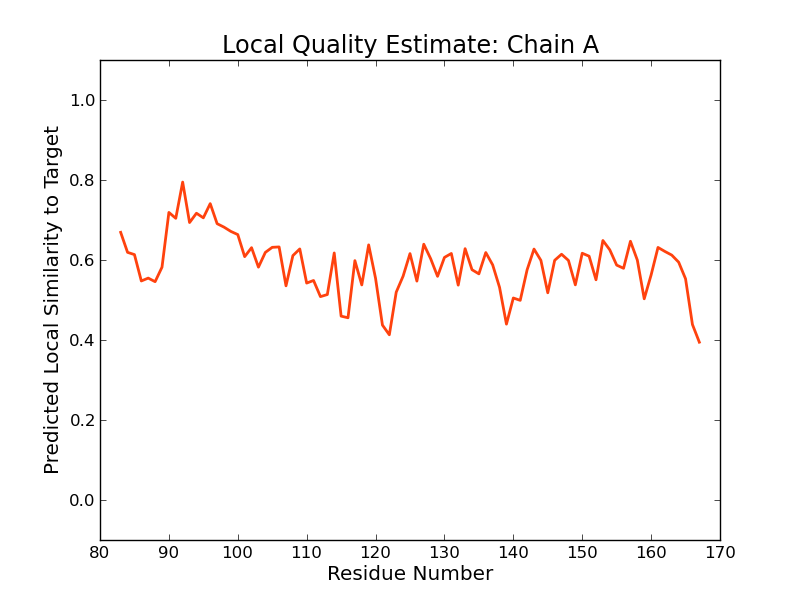 Local Quality Estimate: Chain A
Predicted Local Similarity to Target
1.0
0.8
0.6
0.4
0.2
0.0
80 90 100 110 120 130 140 150 160 170
Residue Number